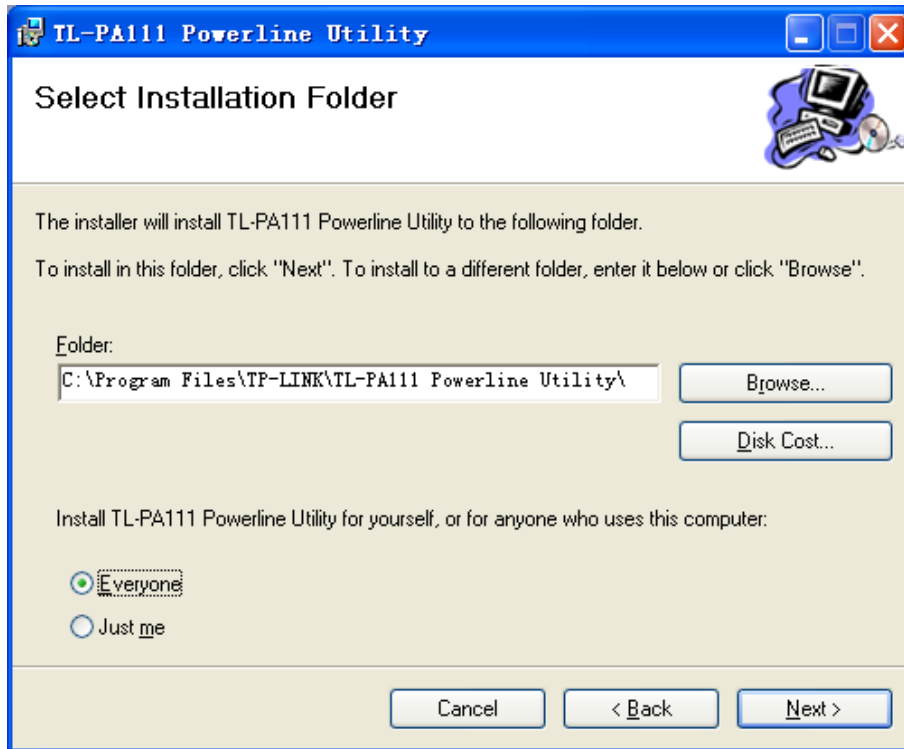 TL-PA111 Powerline Utility
Select Installation Folder
The installer will install TL-PA111 Powerline Utility to the following folder.
To install in this folder, click "Next". To install to a different folder, enter it below or click "Browse".
Folder:
C:\Program Files\TP-LINK\TL-PA111 Powerline Utility\
Browse...
Disk Cost...
Install TL-PA111 Powerline Utility for yourself, or for anyone who uses this computer:
Everyone
Just me
Cancel
< Back
Next >